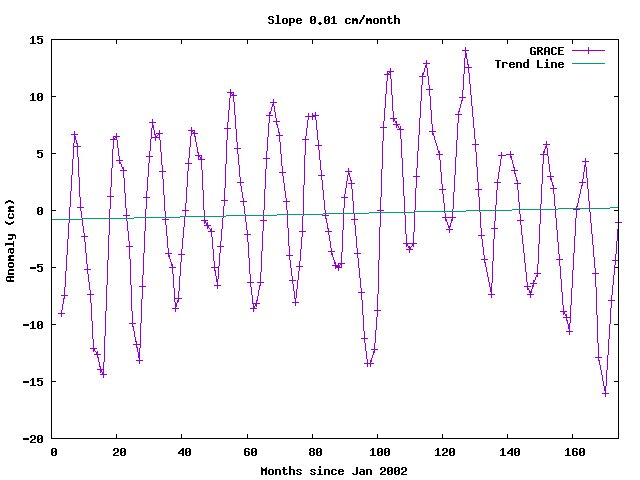 Slope 0.01 cm/month
GRACE
Trend Line
15
10
5
0
-5
-10
-15
-20
Anomaly (cm)
0 20 40 60 80 100 120 140 160
Months since Jan 2002